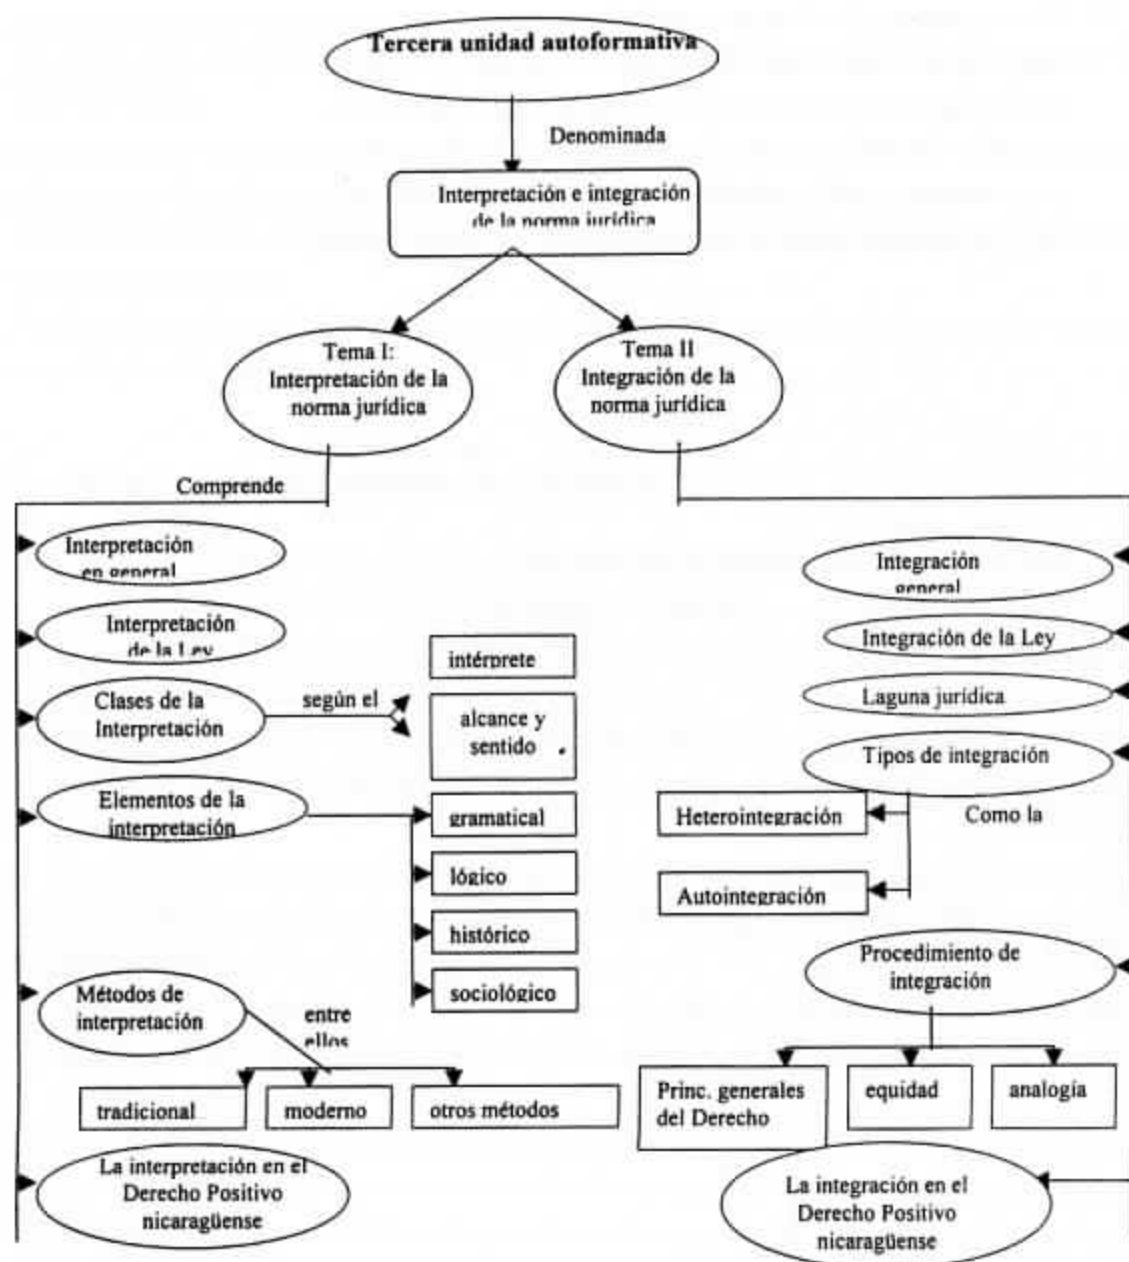 Tercera unidad autoformativa
Denominada
Interpretación e integración
de la norma jurídica
Tema I:
Interpretación de la
norma jurídica
Tema II
Integración de la
norma jurídica
Comprende
Interpretación
en general
Interpretación
de la Ley
Clases de la
Interpretación
según el
intérprete
alcance y
sentido
Elementos de la
interpretación
gramatical
lógico
histórico
sociológico
Métodos de
interpretación
entre
ellos
tradicional
moderno
otros métodos
La interpretación en el
Derecho Positivo
nicaragüense
Integración
general
Integración de la Ley
Laguna jurídica
Tipos de integración
Como la
Heterointegración
Autointegración
Procedimiento de
integración
Princ. generales
del Derecho
equidad
analogía
La integración en el
Derecho Positivo
nicaragüense